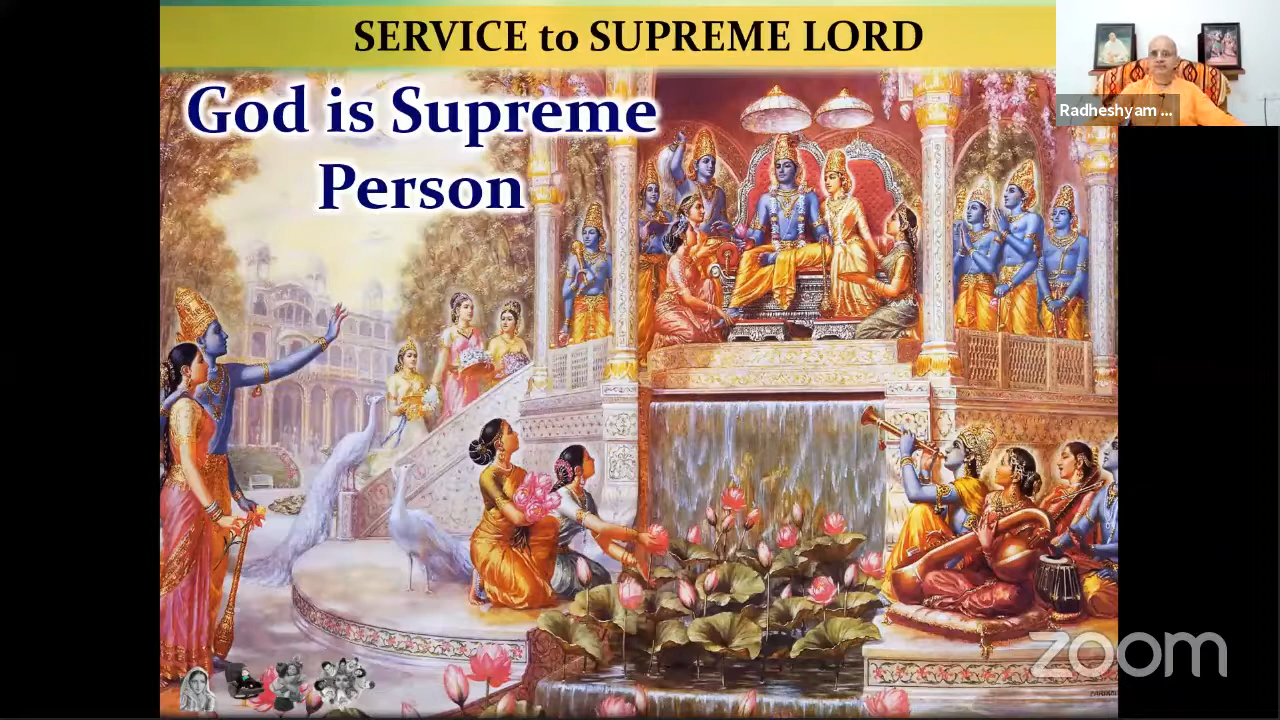 SERVICE to SUPREME LORD
God is Supreme
Person
Radheshyam ...
zoom